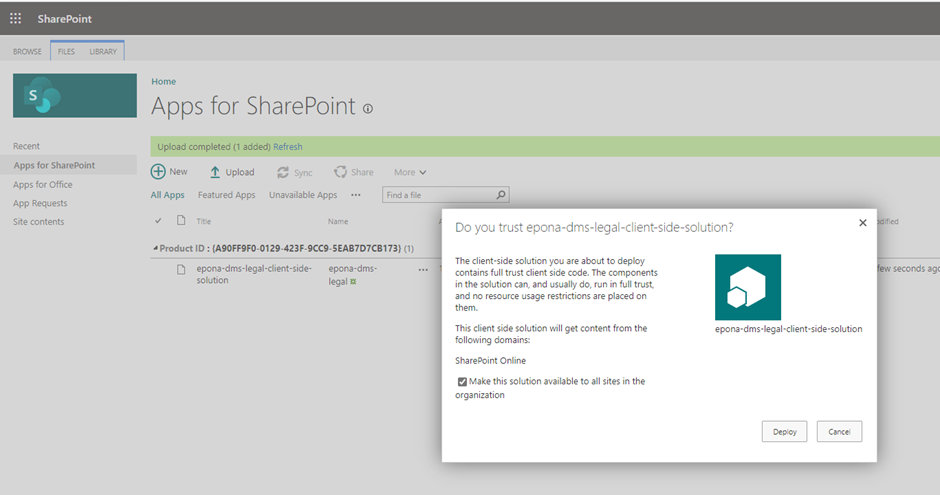 SharePoint
BROWSE FILES LIBRARY
S
Home
Apps for SharePoint
Upload completed (1 added) Refresh
New Upload Sync Share More
All Apps Featured Apps Unavailable Apps ••• Find a file
Title Name
Product ID : {A90FF9F0-0129-423F-9CC9-5EAB7D7CB173} (1)
epona-dms-legal-client-side-
solution
epona-dms-
legal
•••
few seconds ago
Recent
Apps for SharePoint
Apps for Office
App Requests
Site contents
Do you trust epona-dms-legal-client-side-solution?
The client-side solution you are about to deploy
contains full trust client side code. The components
in the solution can, and usually do, run in full trust,
and no resource usage restrictions are placed on
them.
This client side solution will get content from the
following domains:
SharePoint Online
Make this solution available to all sites in the
organization
epona-dms-legal-client-side-solution
Deploy Cancel